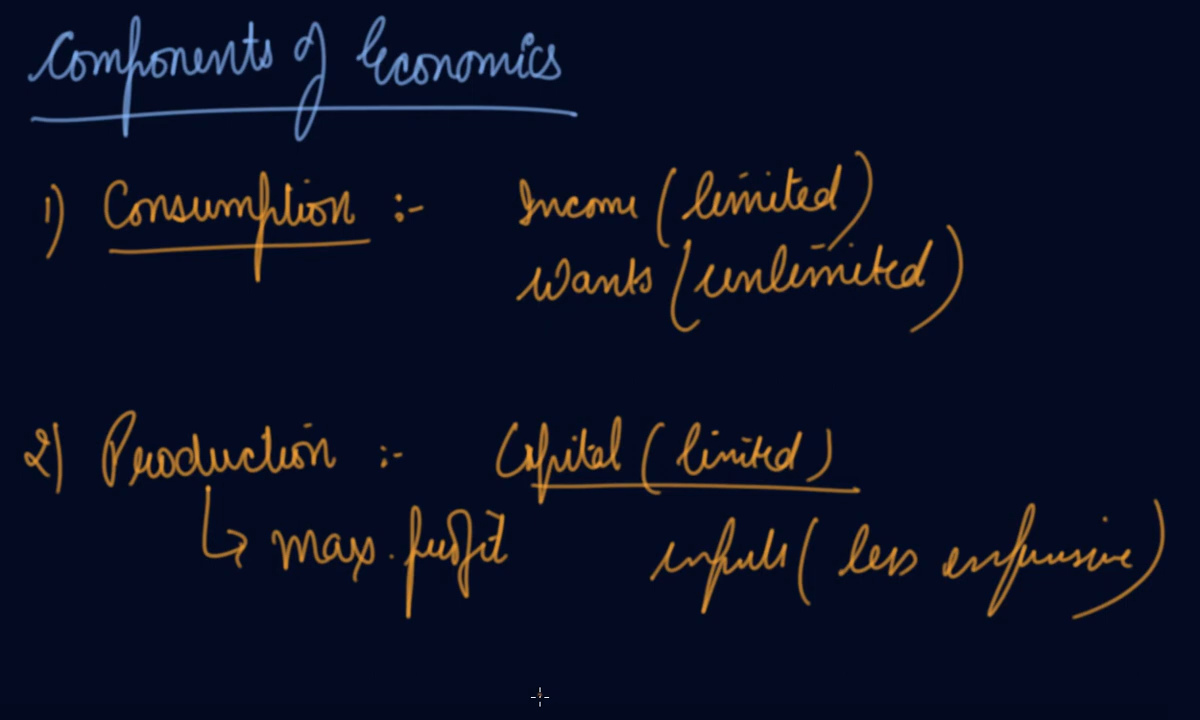 Components of Economics
1) Consumption :- Income (limited)
Wants (unlimited)
2) Production :- Capital (limited)
↳ max. profit inputs (less expensive)